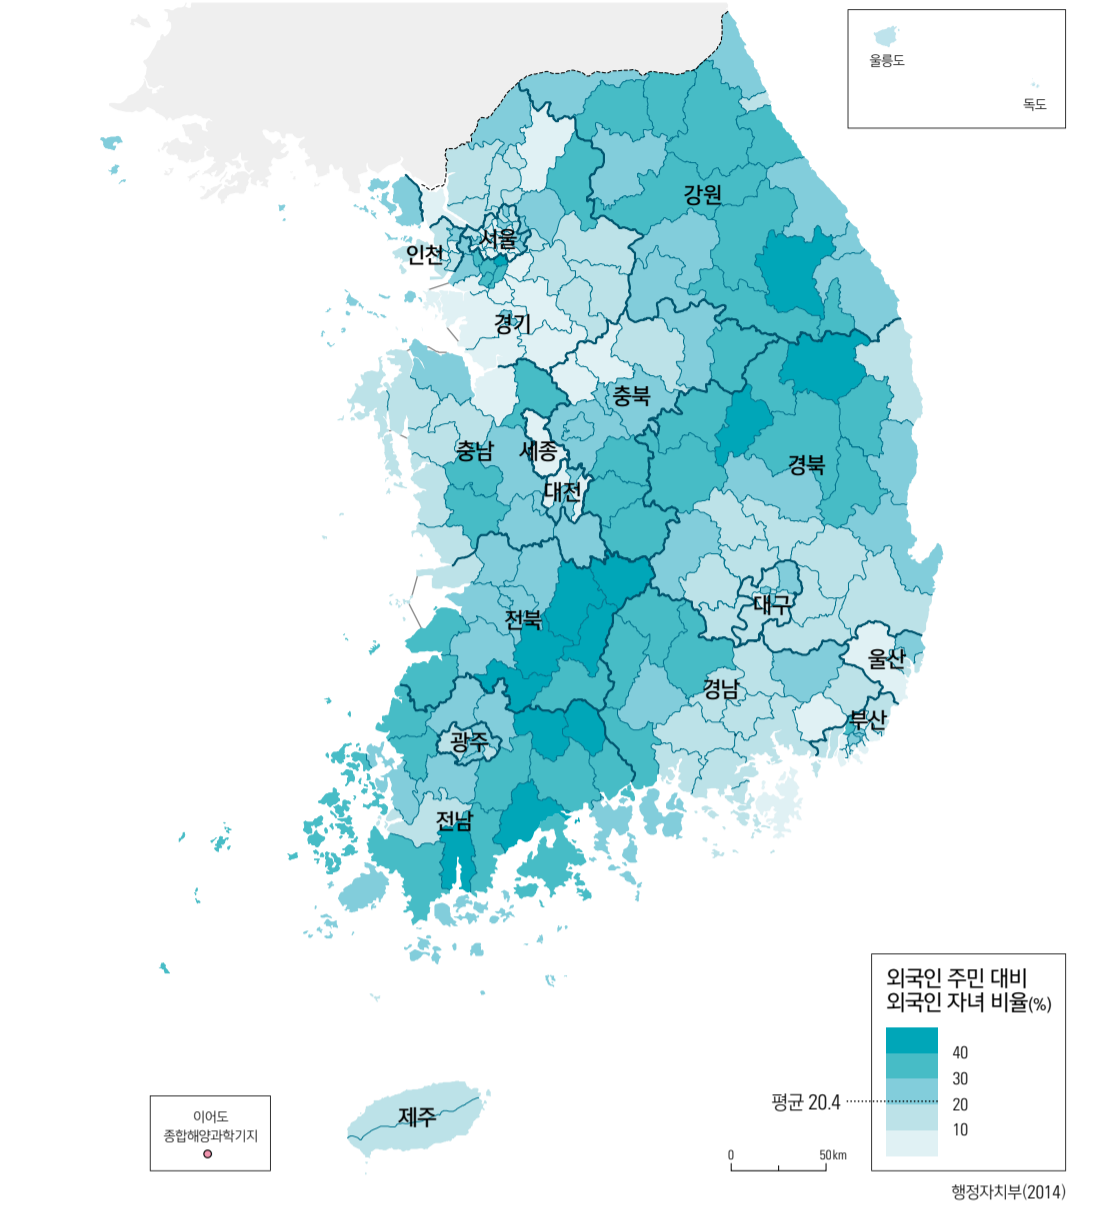 울릉도
독도
강원
서울
인천
경기
충북
충남
세종
경북
대전
대구
전북
울산
경남
부산
광주
전남
제주
이어도
종합해양과학기지
외국인 주민 대비
외국인 자녀 비율(%)
40
30
평균 20.4
20
10
0 50km
행정자치부(2014)